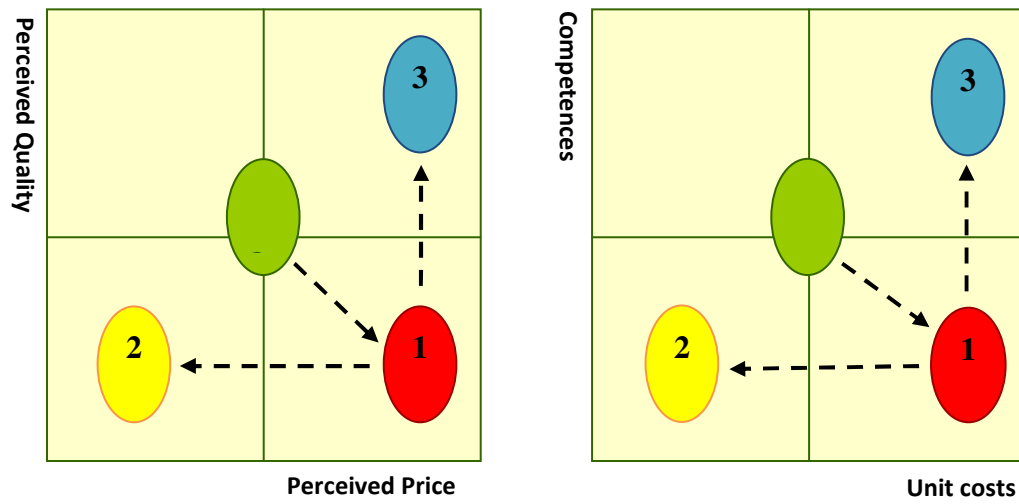 Perceived Quality
3
2
1
Perceived Price
Competences
3
2
1
Unit costs